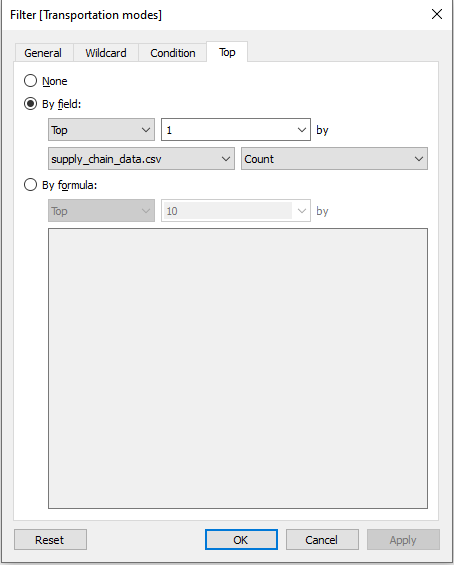 Filter [Transportation modes]
General Wildcard Condition Top
None
By field:
Top 1 by
supply_chain_data.csv Count
By formula:
Top 10 by
Reset OK Cancel Apply